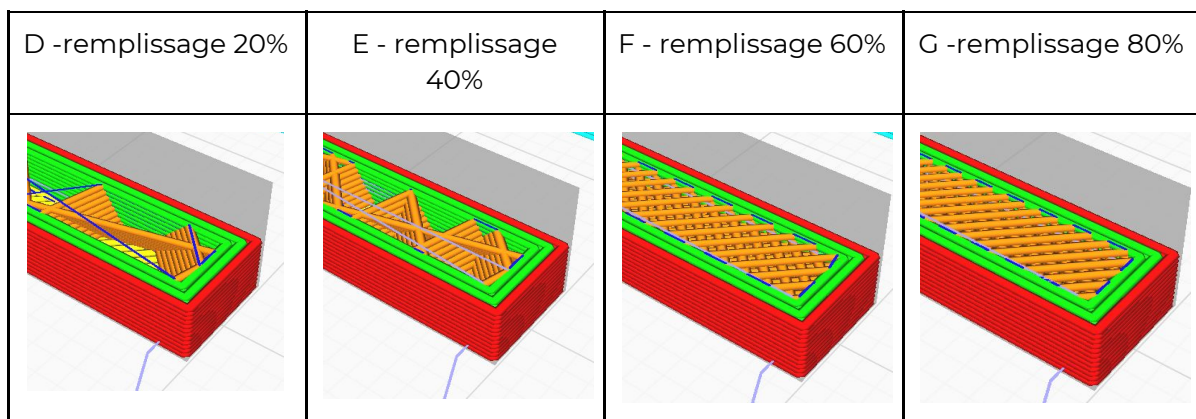 D -remplissage 20%
E - remplissage
40%
F - remplissage 60%
G -remplissage 80%